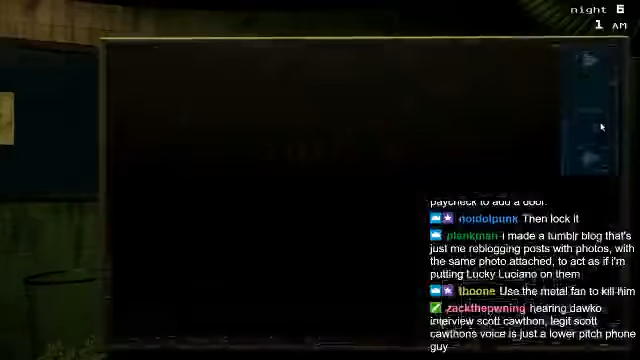 night 6
1 AM
paycheck to add a door.
notdolpunk Then lock it
plankman i made a tumblr blog that's
just me reblogging posts with photos, with
the same photo attached, to act as if i'm
putting Lucky Luciano on them
thoone Use the metal fan to kill him
zackthepwning hearing dawko
interview scott cawthon, legit scott
cawthon's voice is just a lower pitch phone
guy